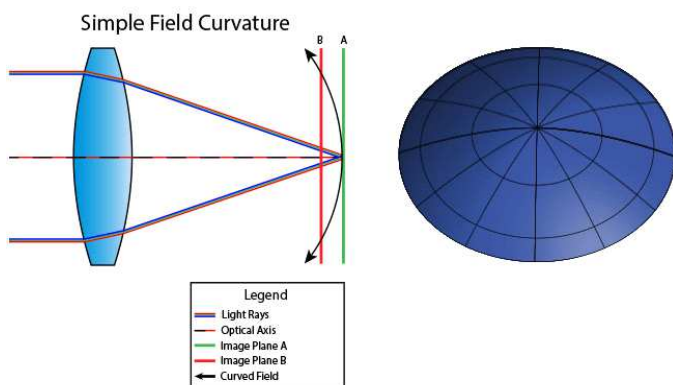 Simple Field Curvature
B A
Legend
Light Rays
Optical Axis
Image Plane A
Image Plane B
Curved Field